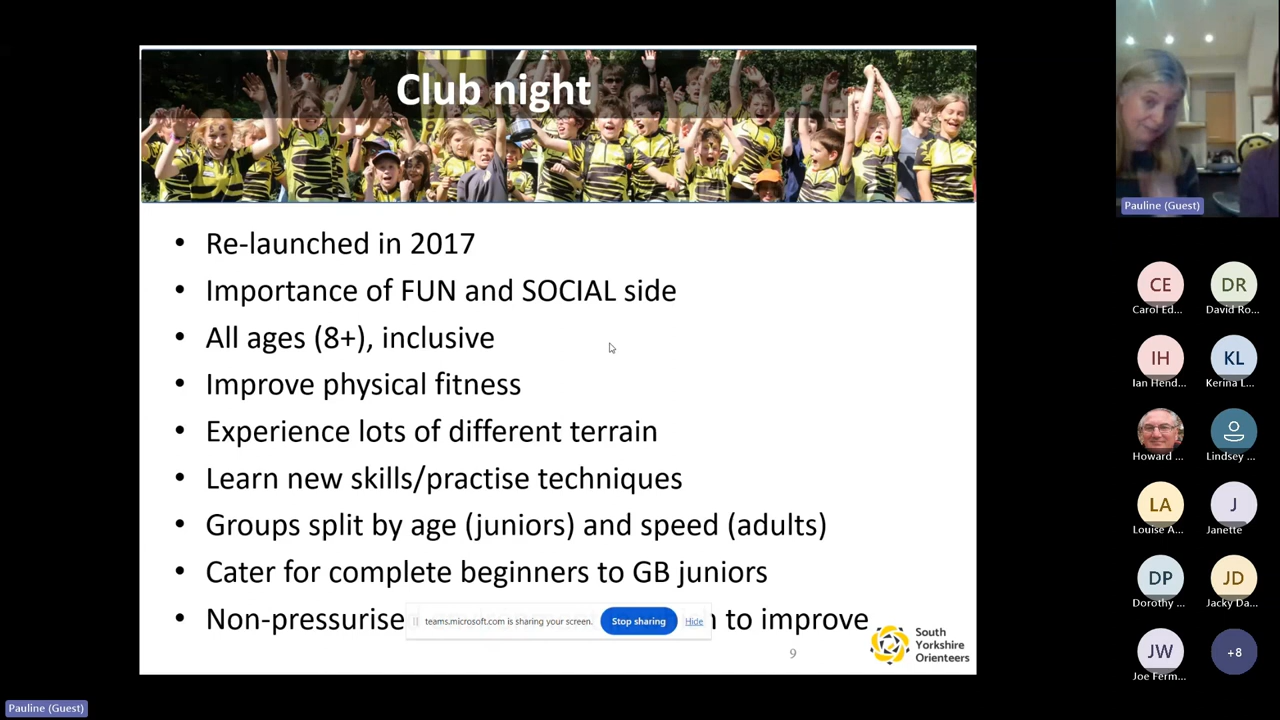 Club night
• Re-launched in 2017
• Importance of FUN and SOCIAL side
• All ages (8+), inclusive
• Improve physical fitness
• Experience lots of different terrain
• Learn new skills/practise techniques
• Groups split by age (juniors) and speed (adults)
• Cater for complete beginners to GB juniors
• Non-pressurise to improve
teams.microsoft.com is sharing your screen. Stop sharing Hide
9
South
Yorkshire
Orienteers
Pauline (Guest)
CE DR
Carol Ed... David Ro...
IH KL
Ian Hend... Kerina L...
Howard ... Lindsey ...
LA J
Louise A... Janette
DP JD
Dorothy ... Jacky Da...
JW +8
Joe Ferm...
Pauline (Guest)